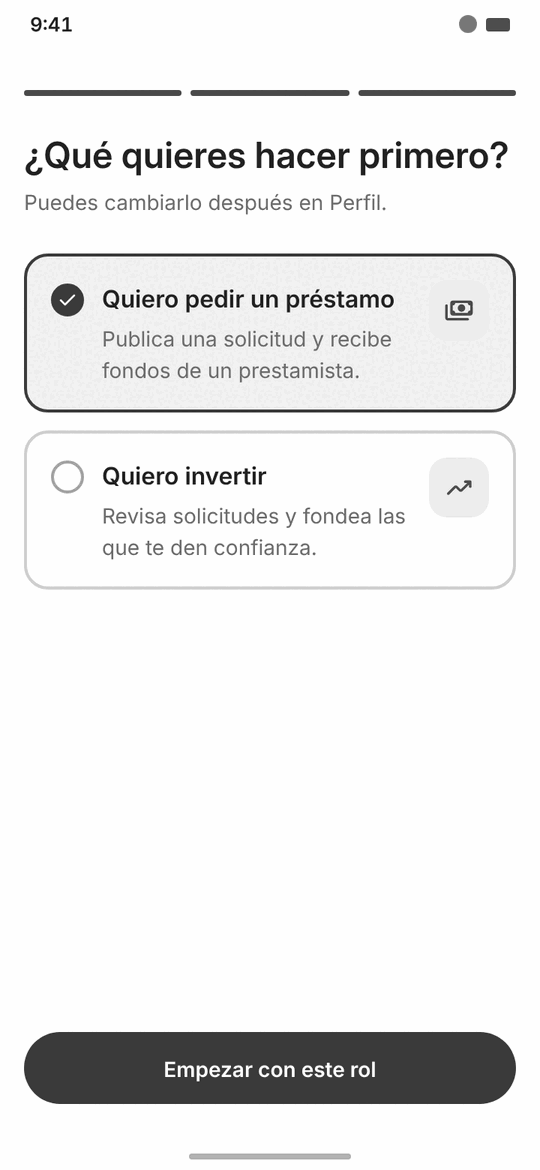 9:41
¿Qué quieres hacer primero?
Puedes cambiarlo después en Perfil.
Quiero pedir un préstamo
Publica una solicitud y recibe
fondos de un prestamista.
Quiero invertir
Revisa solicitudes y fondea las
que te den confianza.
Empezar con este rol